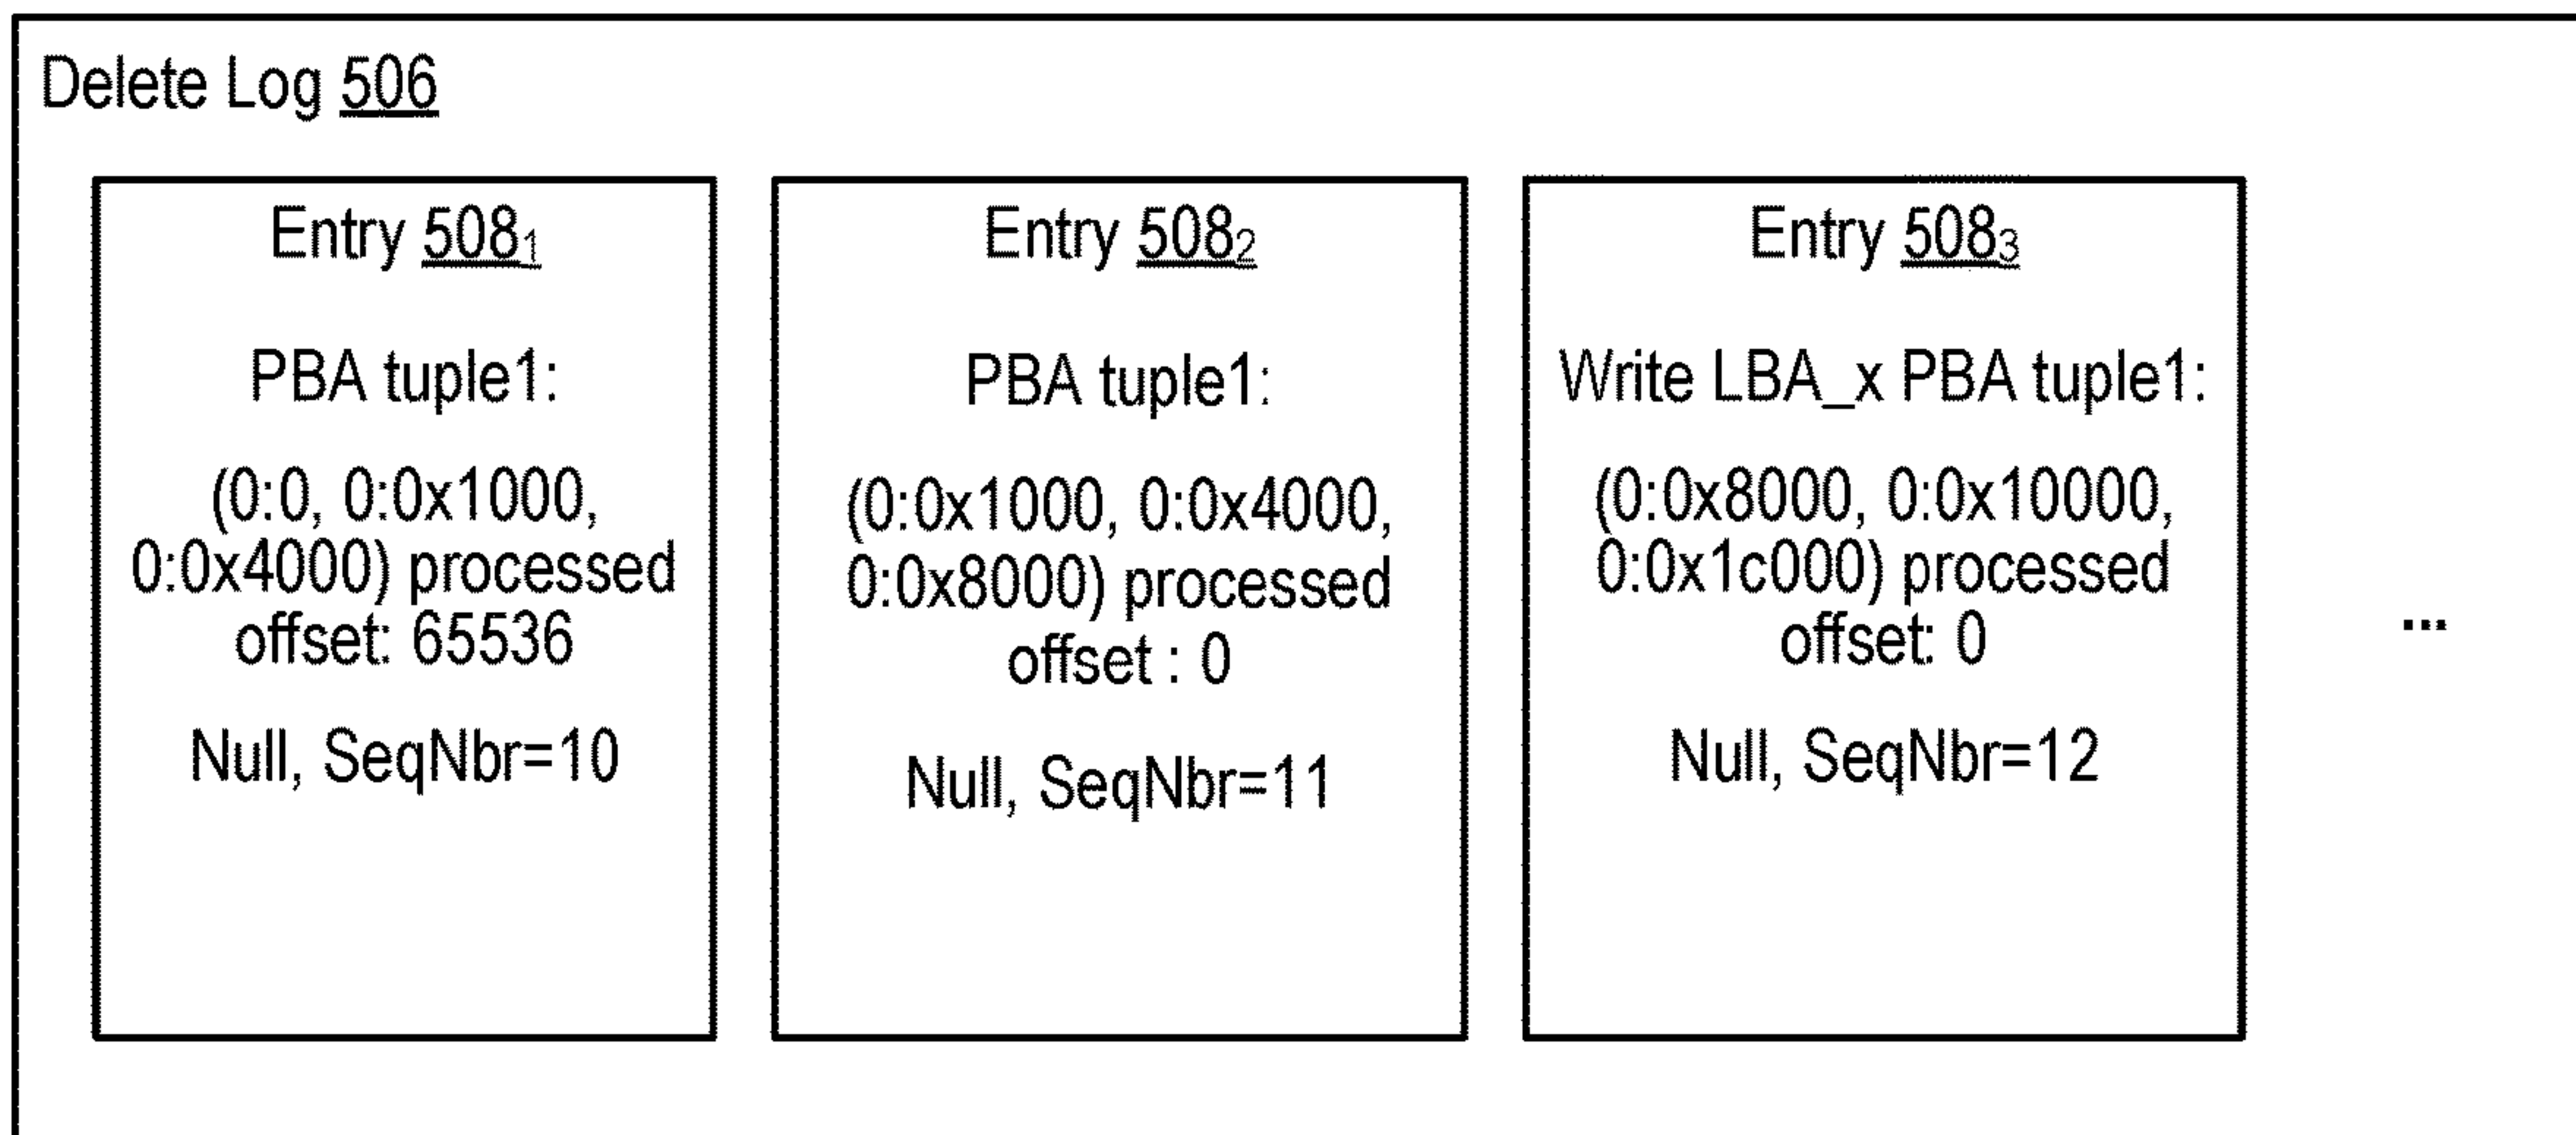 Delete Log 506
Entry 508₁
PBA tuple1:
(0:0, 0:0x1000,
0:0x4000) processed
offset: 65536
Null, SeqNbr=10
Entry 508₂
PBA tuple1:
(0:0x1000, 0:0x4000,
0:0x8000) processed
offset : 0
Null, SeqNbr=11
Entry 508₃
Write LBA_x PBA tuple1:
(0:0x8000, 0:0x10000,
0:0x1c000) processed
offset: 0
Null, SeqNbr=12
...